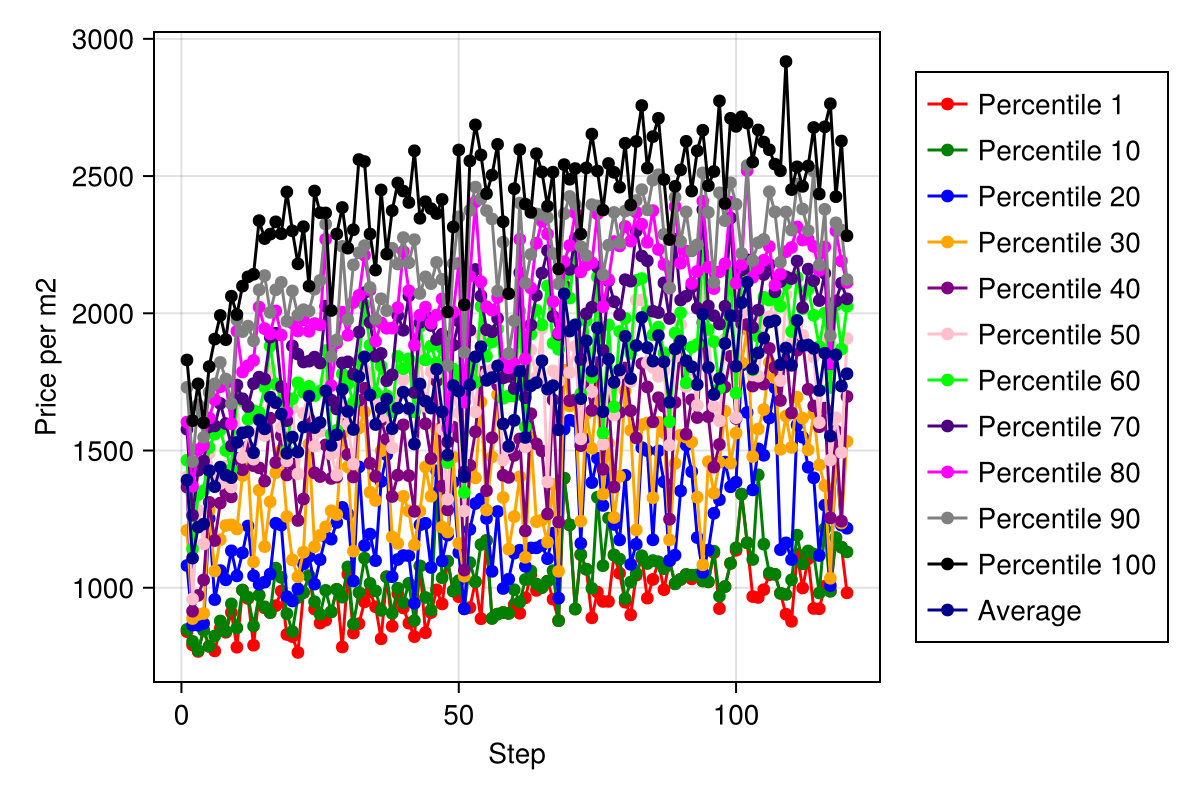 3000
2500
2000
1500
1000
Price per m2
0
50
100
Step
Percentile 1
Percentile 10
Percentile 20
Percentile 30
Percentile 40
Percentile 50
Percentile 60
Percentile 70
Percentile 80
Percentile 90
Percentile 100
Average